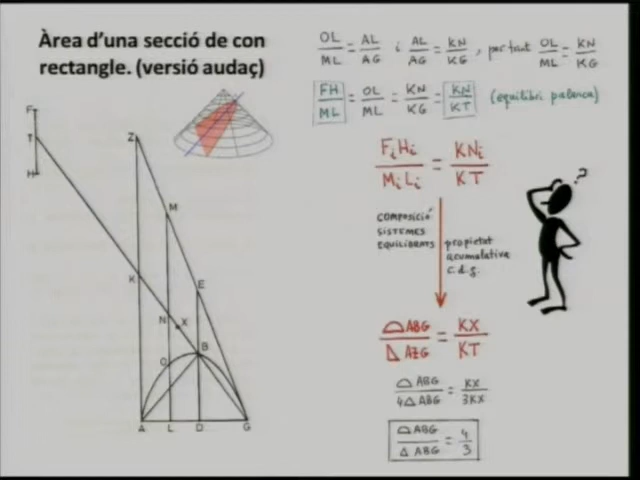 Àrea d'una secció de con
rectangle. (versió audaç)
OL/ML = AL/AG i AL/AG = KN/KG, per tant OL/ML = KN/KG
FH/ML = OL/ML = KN/KG = KN/KT (equilibri palanca)
FiHi/MiLi = KNi/KT
COMPOSICIÓ
SISTEMES
EQUILIBRATS
propietat
acumulativa
c.d.g.
?
⌓ABG/△AZG = KX/KT
⌓ABG/4△ABG = KX/3KX
⌓ABG/△ABG = 4/3
F
T
H
Z
M
K
E
N
X
O
B
A
L
D
G